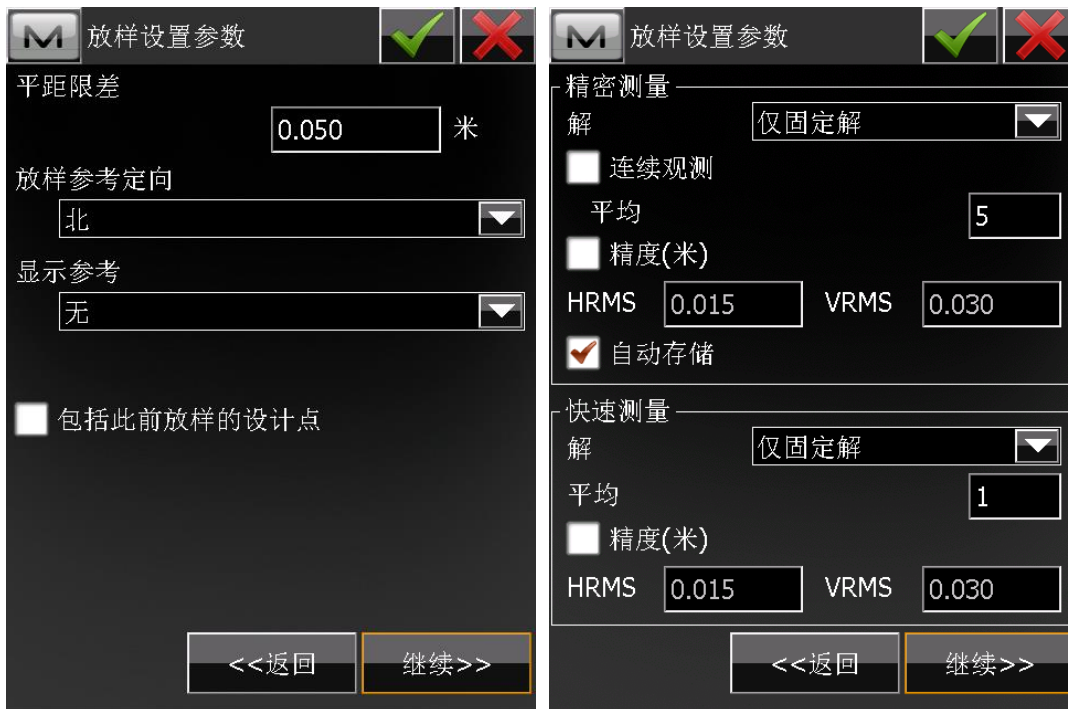 放样设置参数
平距限差
0.050 米
放样参考定向
北
显示参考
无
包括此前放样的设计点
<<返回 继续>>
放样设置参数
精密测量
解 仅固定解
连续观测
平均 5
精度(米)
HRMS 0.015 VRMS 0.030
自动存储
快速测量
解 仅固定解
平均 1
精度(米)
HRMS 0.015 VRMS 0.030
<<返回 继续>>